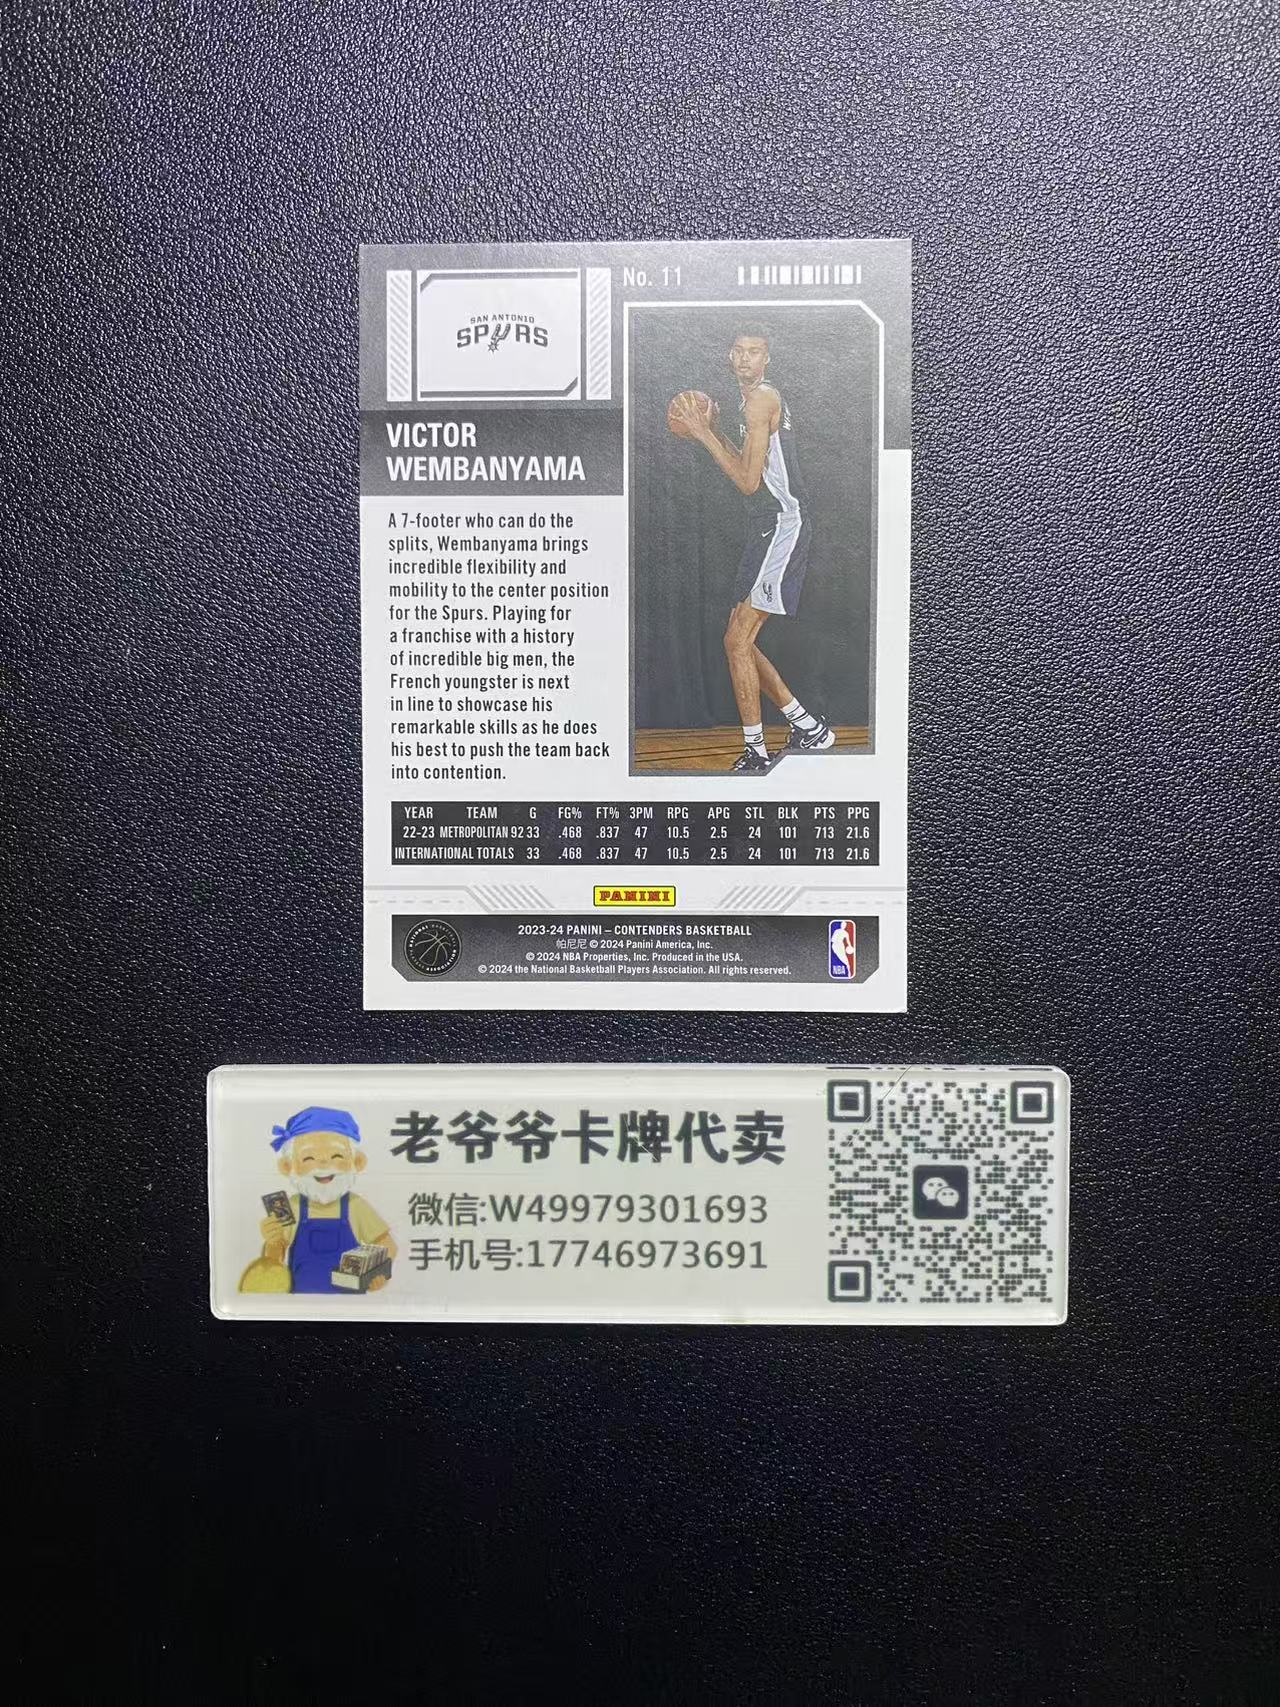 SAN ANTONIO
SPURS
No. 11
VICTOR
WEMBANYAMA
A 7-footer who can do the
splits, Wembanyama brings
incredible flexibility and
mobility to the center position
for the Spurs. Playing for
a franchise with a history
of incredible big men, the
French youngster is next
in line to showcase his
remarkable skills as he does
his best to push the team back
into contention.
YEAR TEAM G FG% FT% 3PM RPG APG STL BLK PTS PPG
22-23 METROPOLITAN 92 33 .468 .837 47 10.5 2.5 24 101 713 21.6
INTERNATIONAL TOTALS 33 .468 .837 47 10.5 2.5 24 101 713 21.6
PANINI
2023-24 PANINI – CONTENDERS BASKETBALL
帕尼尼 © 2024 Panini America, Inc.
© 2024 NBA Properties, Inc. Produced in the USA.
© 2024 the National Basketball Players Association. All rights reserved.
NBA
老爷爷卡牌代卖
微信:W49979301693
手机号:17746973691